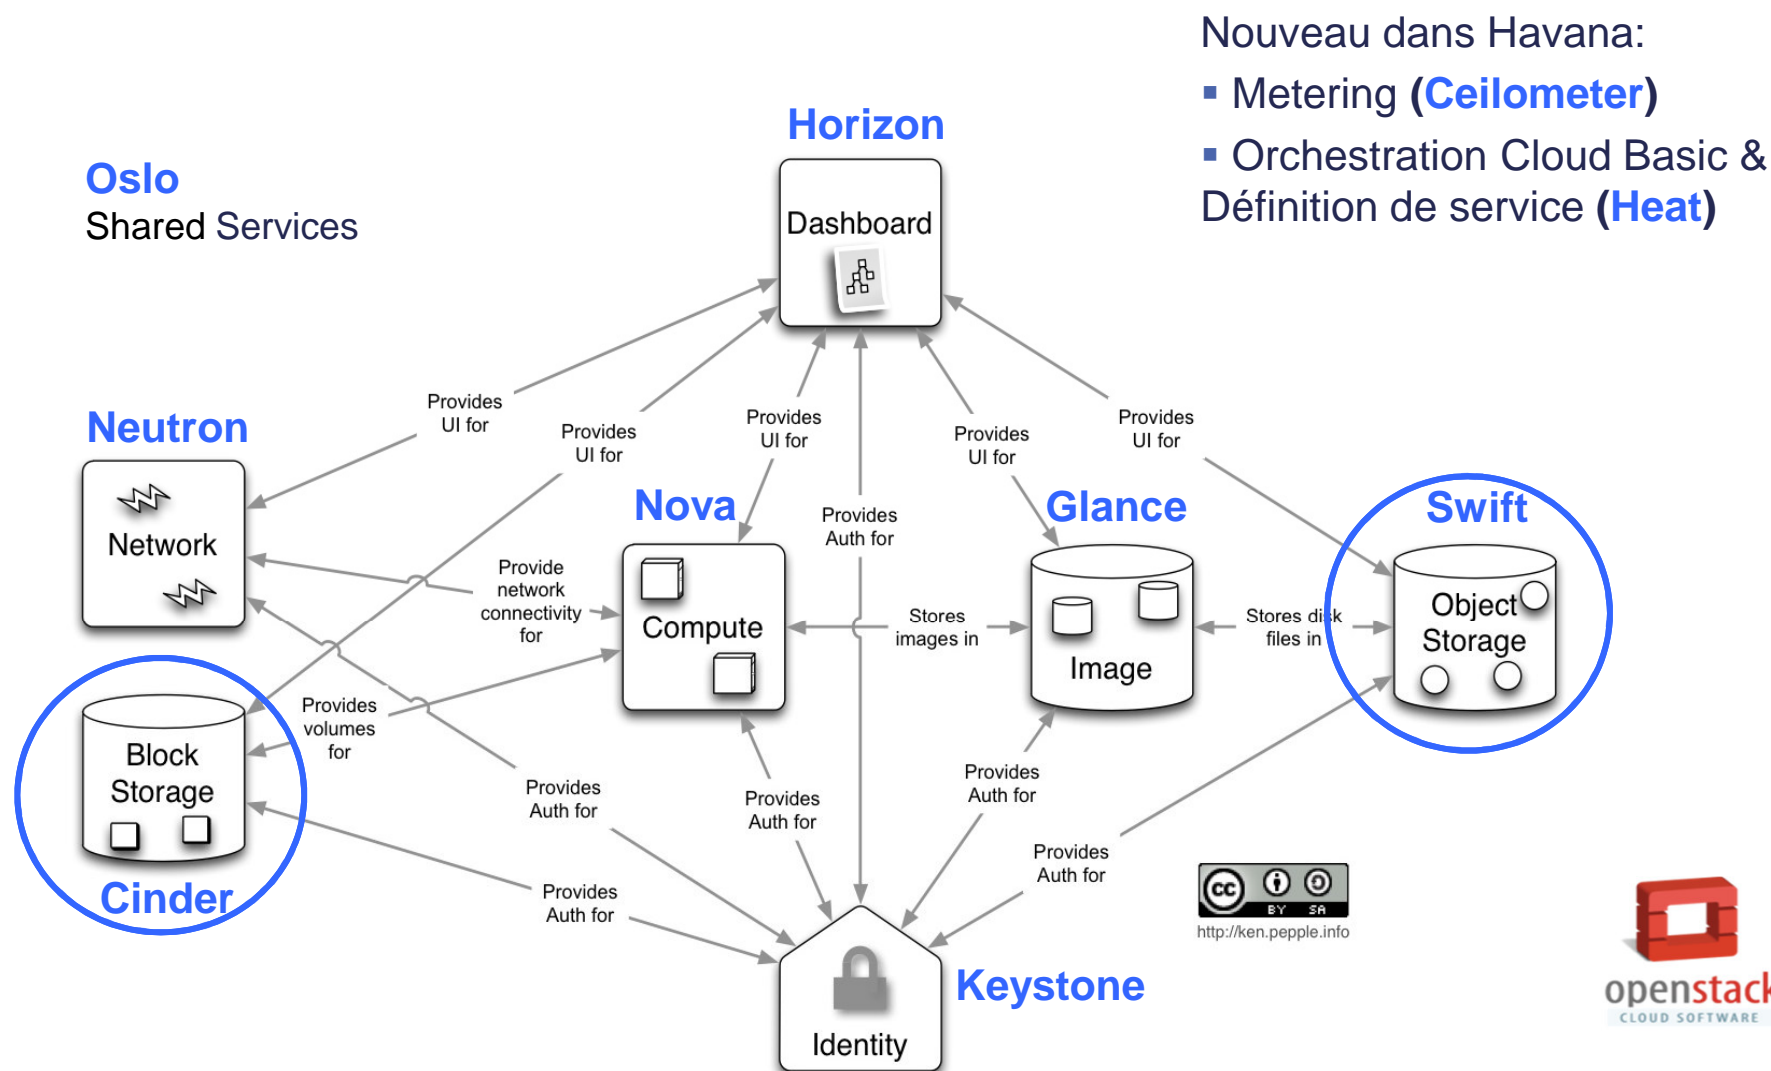 Nouveau dans Havana:
▪ Metering (Ceilometer)
▪ Orchestration Cloud Basic &
Définition de service (Heat)
Horizon
Oslo
Shared Services
Dashboard
Provides
UI for
Provides
UI for
Provides
UI for
Provides
UI for
Provides
UI for
Neutron
Network
Nova
Compute
Glance
Image
Swift
Object
Storage
Provides
Auth for
Provide
network
connectivity
for
Stores
images in
Stores disk
files in
Provides
volumes
for
Block
Storage
Cinder
Provides
Auth for
Provides
Auth for
Provides
Auth for
Provides
Auth for
Provides
Auth for
Keystone
Identity
cc
BY SA
http://ken.pepple.info
openstack
CLOUD SOFTWARE